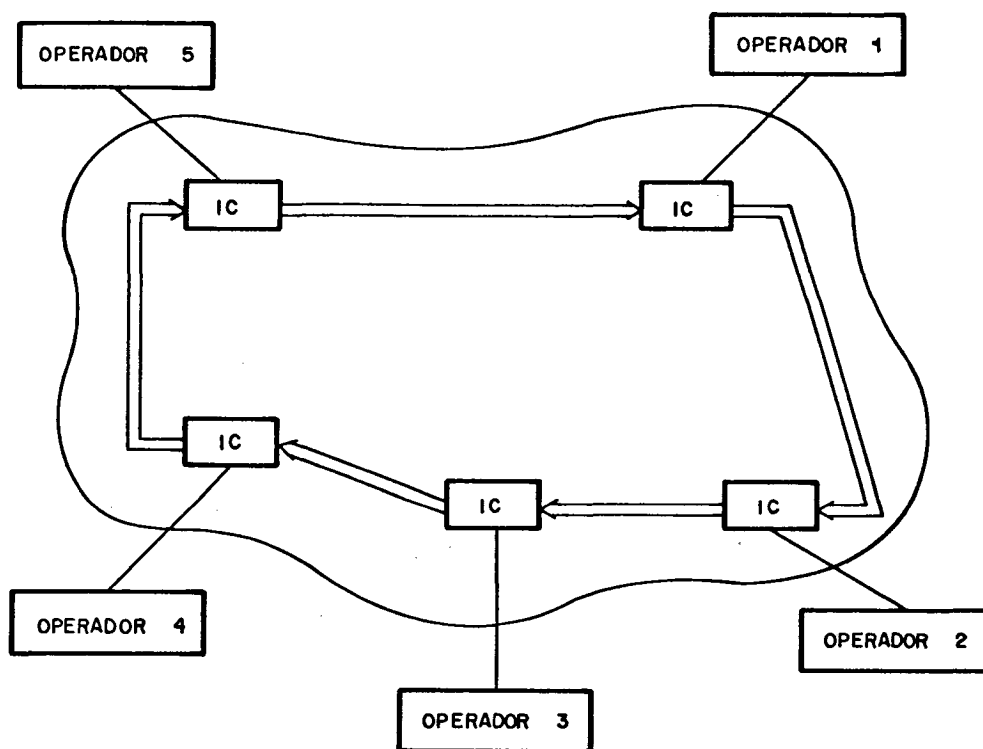 OPERADOR 5
OPERADOR 1
IC
IC
IC
IC
IC
OPERADOR 4
OPERADOR 2
OPERADOR 3